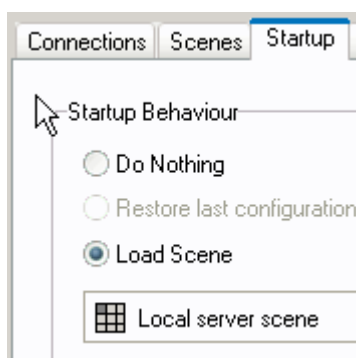 Connections Scenes Startup
Startup Behaviour
Do Nothing
Restore last configuration
Load Scene
Local server scene